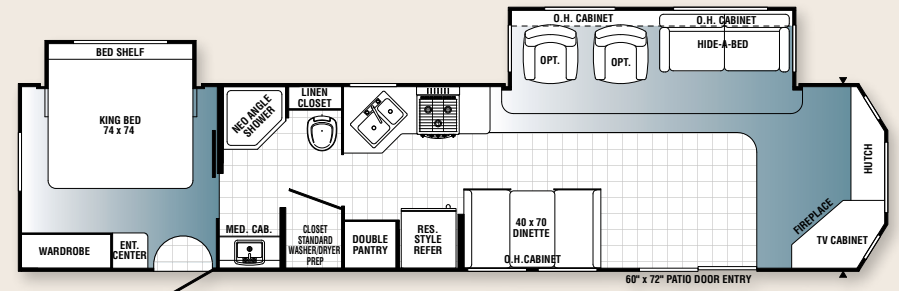 BED SHELF
KING BED
74 x 74
WARDROBE
ENT.
CENTER
NEO ANGLE
SHOWER
LINEN
CLOSET
MED. CAB.
CLOSET
STANDARD
WASHER/DRYER
PREP
DOUBLE
PANTRY
RES.
STYLE
REFER
40 x 70
DINETTE
O.H.CABINET
O.H. CABINET
O.H. CABINET
OPT.
OPT.
HIDE-A-BED
HUTCH
FIREPLACE
TV CABINET
60" x 72" PATIO DOOR ENTRY